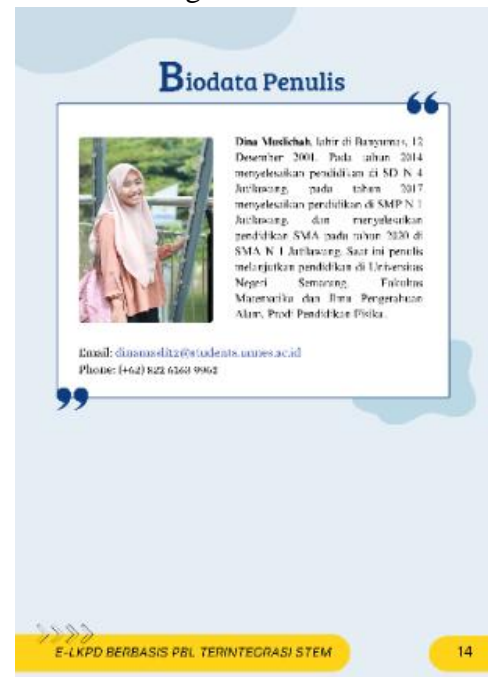 Biodata Penulis
Dina Muslichah, lahir di Banyumas, 12
Desember 2001. Pada tahun 2014
menyelesaikan pendidikan di SD N 4
Jatilawang, pada tahun 2017
menyelesaikan pendidikan di SMP N 1
Jatilawang, dan menyelesaikan
pendidikan SMA pada tahun 2020 di
SMA N 1 Jatilawang. Saat ini penulis
melanjutkan pendidikan di Universitas
Negeri Semarang, Fakultas
Matematika dan Ilmu Pengetahuan
Alam, Prodi Pendidikan Fisika.
Email:
Phone: (+62)
E-LKPD BERBASIS PBL TERINTEGRASI STEM
14